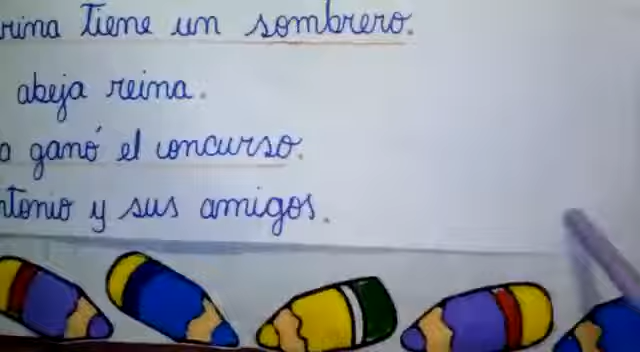 tiene un sombrero.
abeja reina.
ganó el concurso.
y sus amigos.